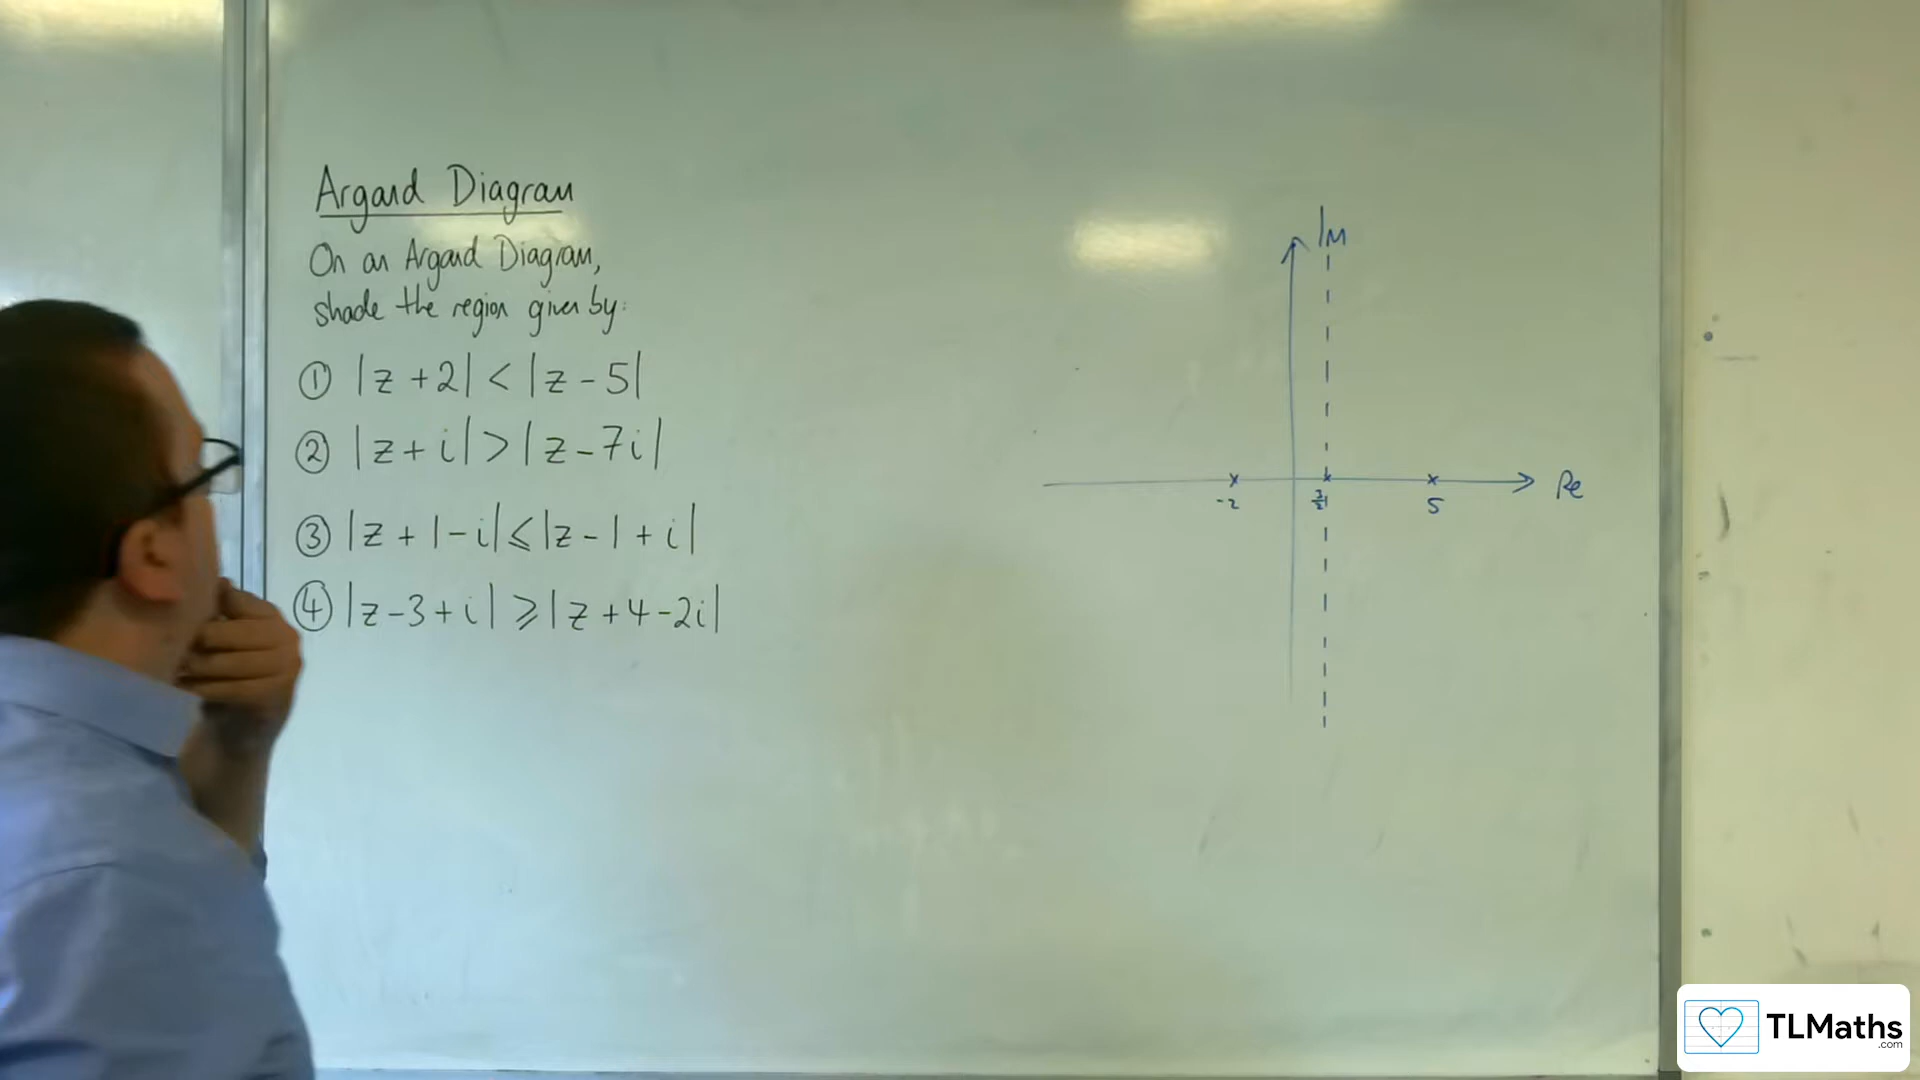 Argand Diagram
On an Argand Diagram,
shade the region given by:
① |z + 2| < |z - 5|
② |z + i| > |z - 7i|
③ |z + 1 - i| ⩽ |z - 1 + i|
④ |z - 3 + i| ⩾ |z + 4 - 2i|
Im
Re
-2
3/2
5
TLMaths
.com